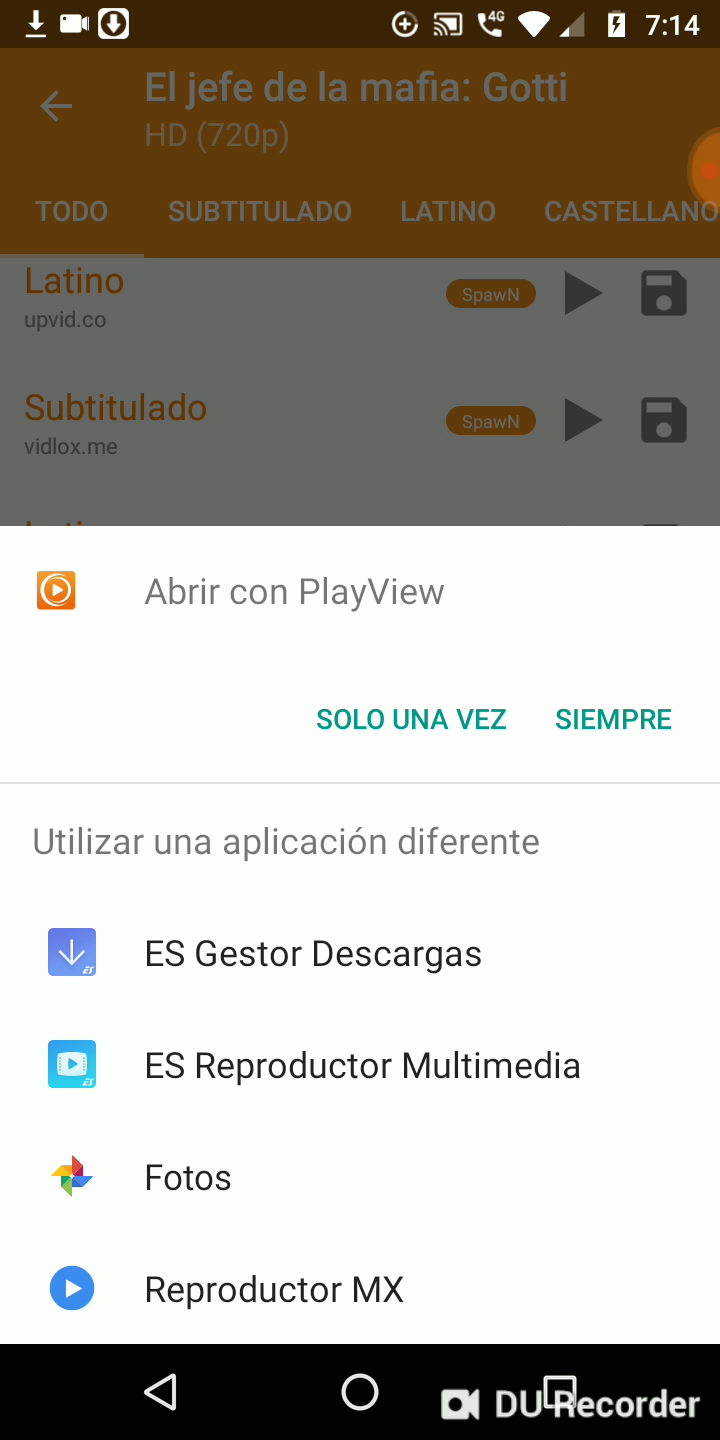 4G 7:14
El jefe de la mafia: Gotti
HD (720p)
TODO SUBTITULADO LATINO CASTELLANO
Latino
SpawN
upvid.co
Subtitulado
SpawN
vidlox.me
Abrir con PlayView
SOLO UNA VEZ SIEMPRE
Utilizar una aplicación diferente
ES Gestor Descargas
ES Reproductor Multimedia
Fotos
Reproductor MX
DU Recorder